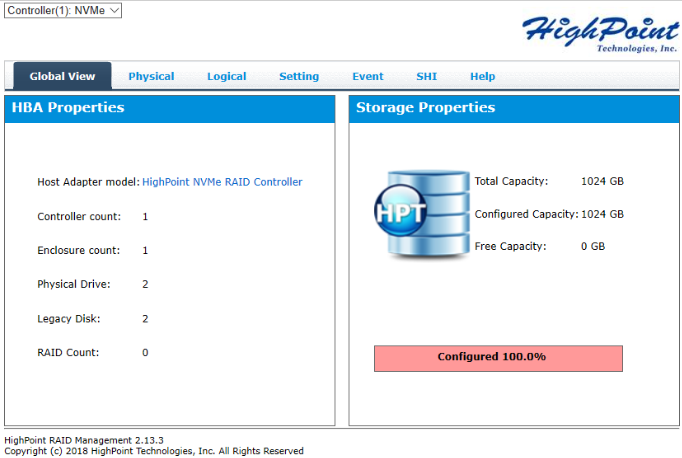 Controller(1): NVMe
HighPoint
Technologies, Inc.
Global View Physical Logical Setting Event SHI Help
HBA Properties
Host Adapter model: HighPoint NVMe RAID Controller
Controller count: 1
Enclosure count: 1
Physical Drive: 2
Legacy Disk: 2
RAID Count: 0
Storage Properties
HPT
Total Capacity: 1024 GB
Configured Capacity: 1024 GB
Free Capacity: 0 GB
Configured 100.0%
HighPoint RAID Management 2.13.3
Copyright (c) 2018 HighPoint Technologies, Inc. All Rights Reserved